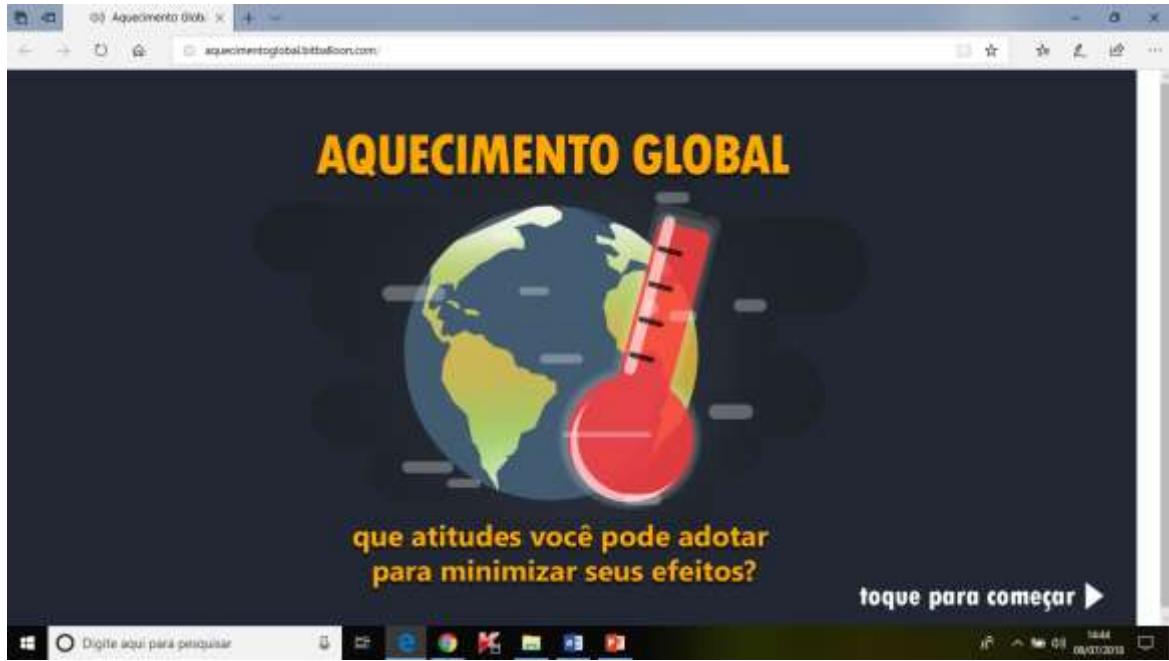 Aquecimento Glob
aquecimentoglobal.bitballoon.com/
AQUECIMENTO GLOBAL
que atitudes você pode adotar
para minimizar seus efeitos?
toque para começar
Digite aqui para pesquisar
14:44